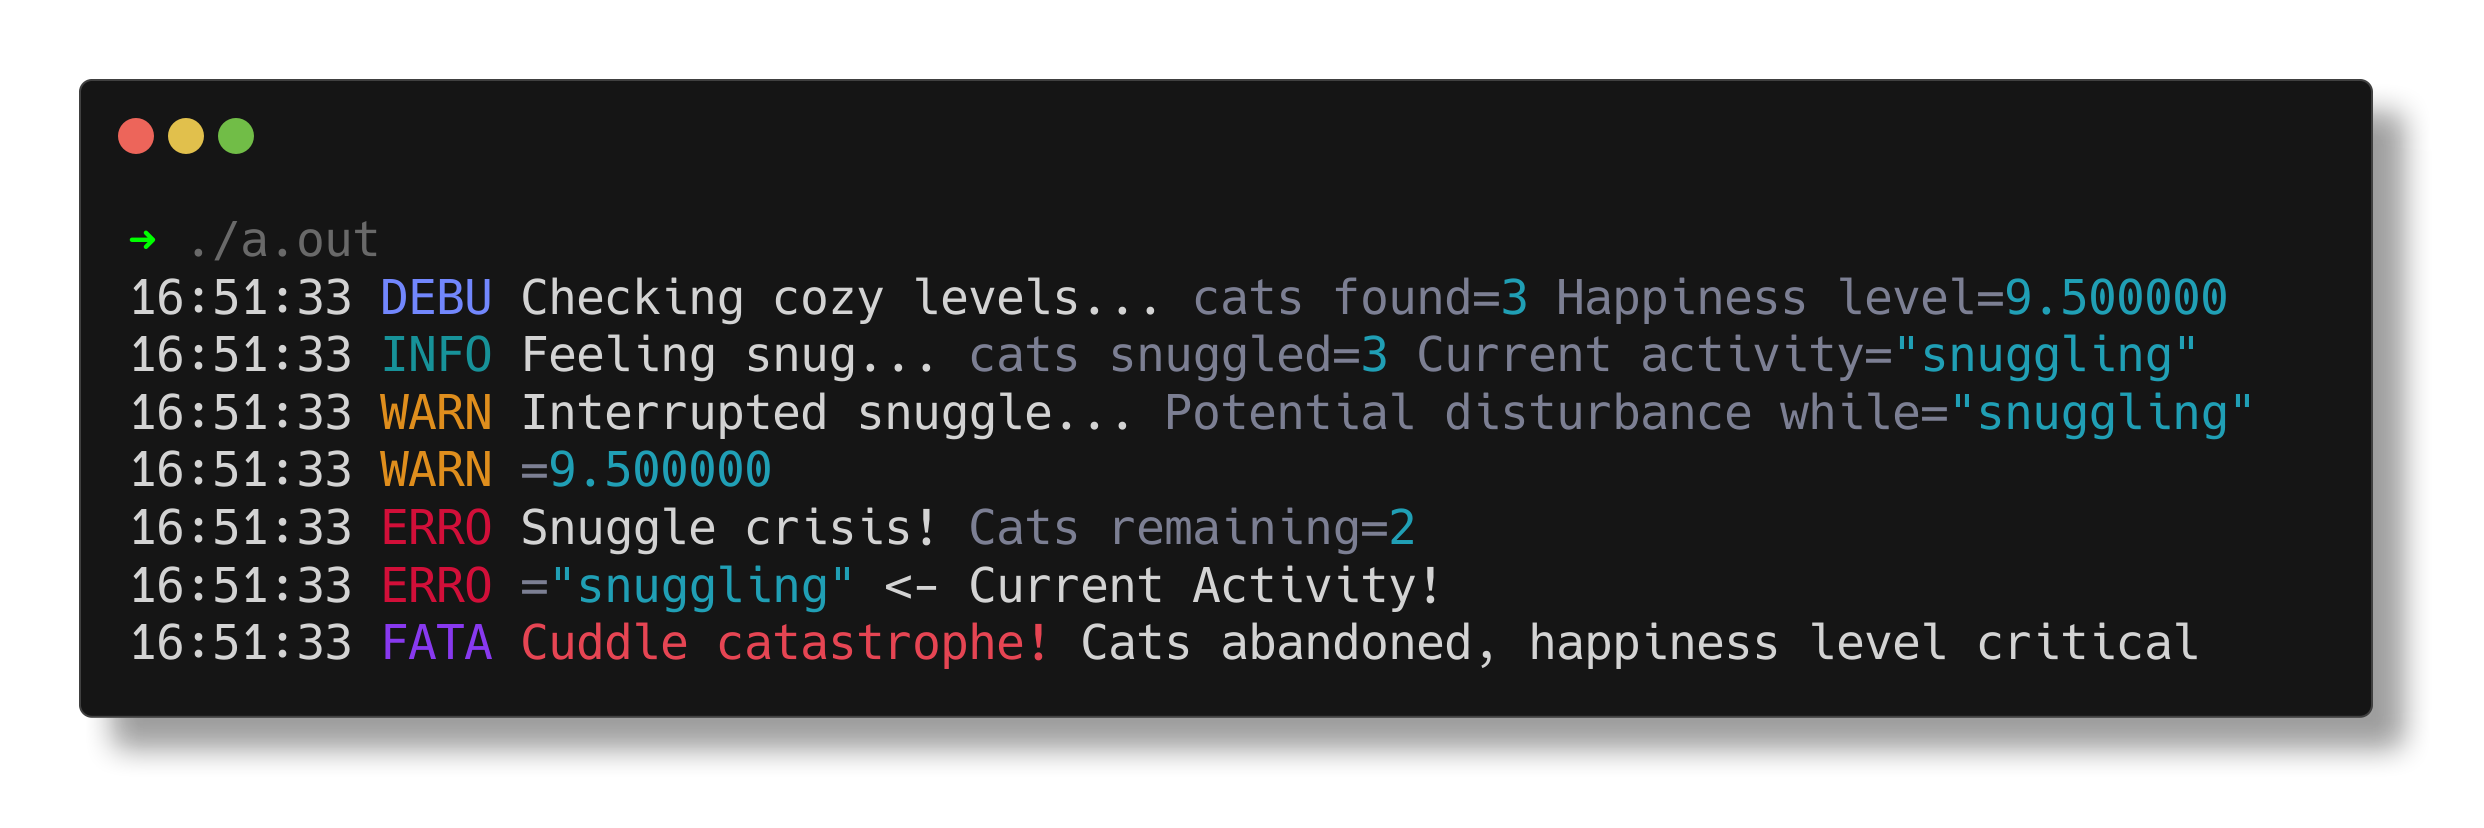 ➜ ./a.out
16:51:33 DEBU Checking cozy levels... cats found=3 Happiness level=9.500000
16:51:33 INFO Feeling snug... cats snuggled=3 Current activity="snuggling"
16:51:33 WARN Interrupted snuggle... Potential disturbance while="snuggling"
16:51:33 WARN =9.500000
16:51:33 ERRO Snuggle crisis! Cats remaining=2
16:51:33 ERRO ="snuggling" <- Current Activity!
16:51:33 FATA Cuddle catastrophe! Cats abandoned, happiness level critical